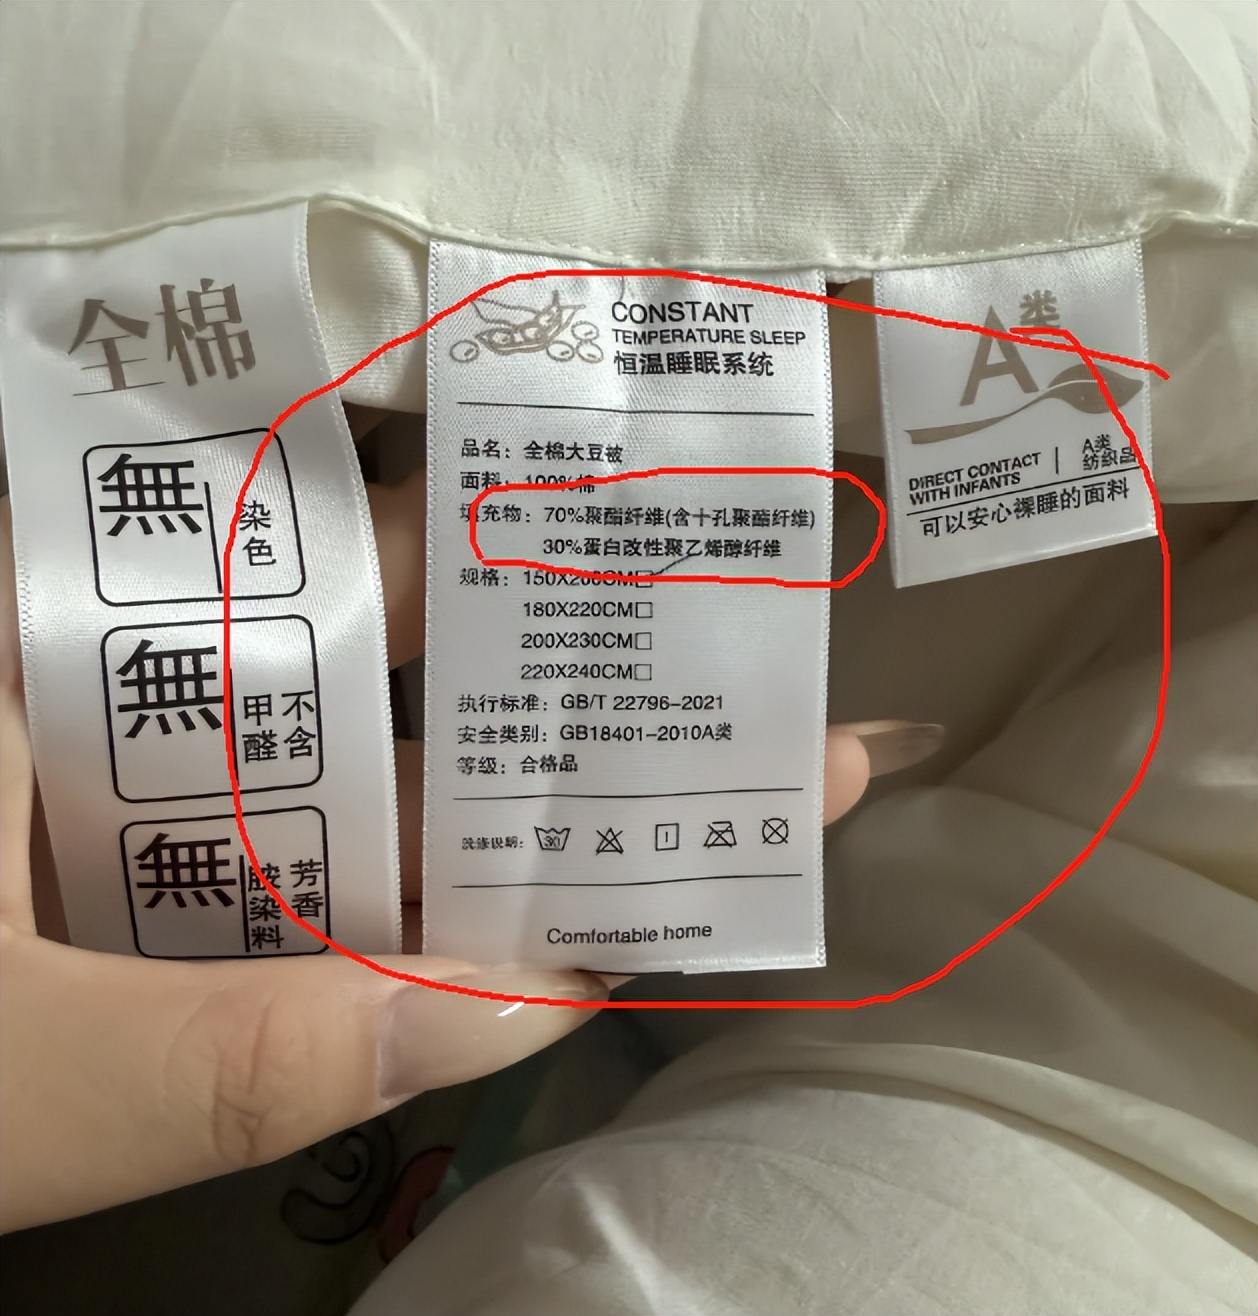 全棉
無 染色
無 不含甲醛
無 芳香胺染料
CONSTANT
TEMPERATURE SLEEP
恒温睡眠系统
品名：全棉大豆被
面料：100%棉
填充物：70%聚酯纤维(含十孔聚酯纤维)
30%蛋白改性聚乙烯醇纤维
规格：150X200CM□
180X220CM□
200X230CM□
220X240CM□
执行标准：GB/T 22796-2021
安全类别：GB18401-2010A类
等级：合格品
洗涤说明：
30
Comfortable home
A类
DIRECT CONTACT
WITH INFANTS
A类
纺织品
可以安心裸睡的面料